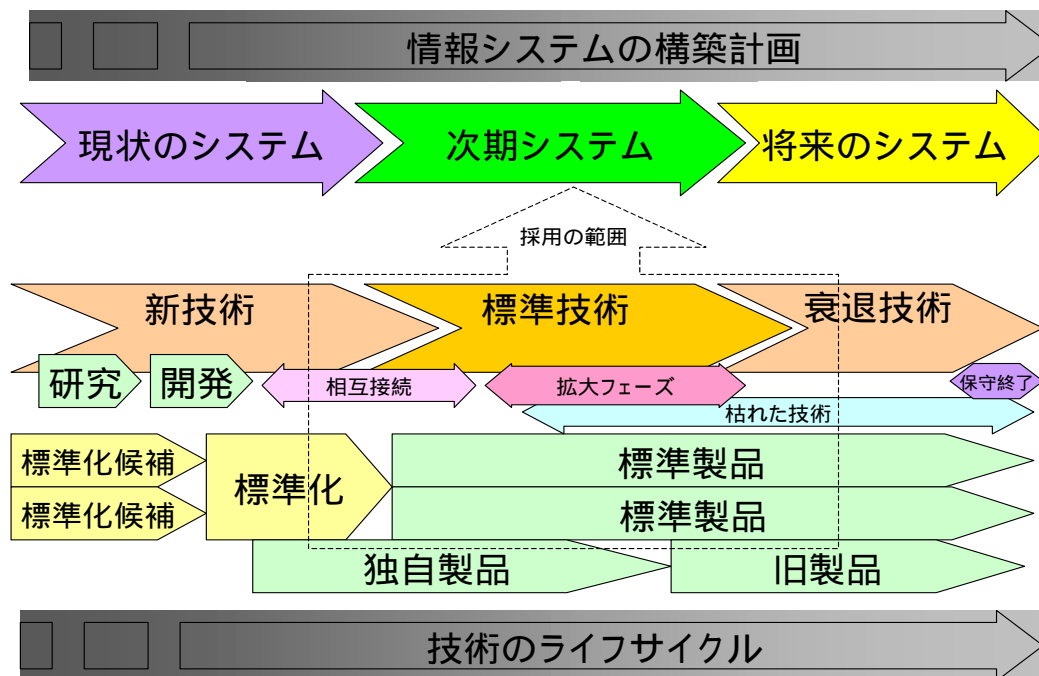 情報システムの構築計画
現状のシステム
次期システム
将来のシステム
採用の範囲
新技術
標準技術
衰退技術
研究
開発
相互接続
拡大フェーズ
保守終了
枯れた技術
標準化候補
標準化候補
標準化
標準製品
標準製品
独自製品
旧製品
技術のライフサイクル